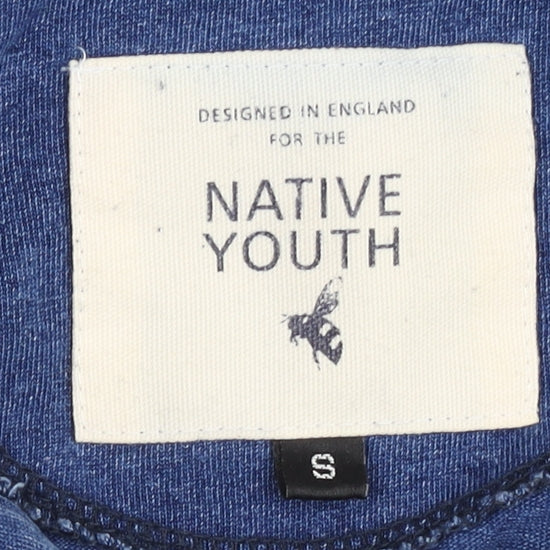 DESIGNED IN ENGLAND
FOR THE
NATIVE
YOUTH
S